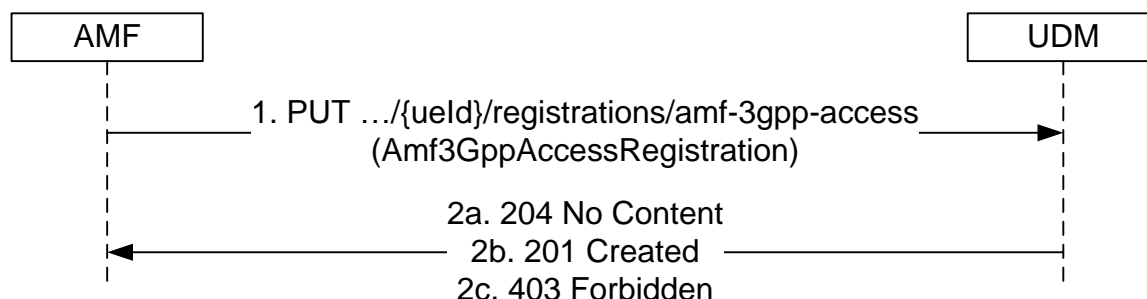 AMF
UDM
1. PUT …/{ueId}/registrations/amf-3gpp-access
(Amf3GppAccessRegistration)
2a. 204 No Content
2b. 201 Created
2c. 403 Forbidden